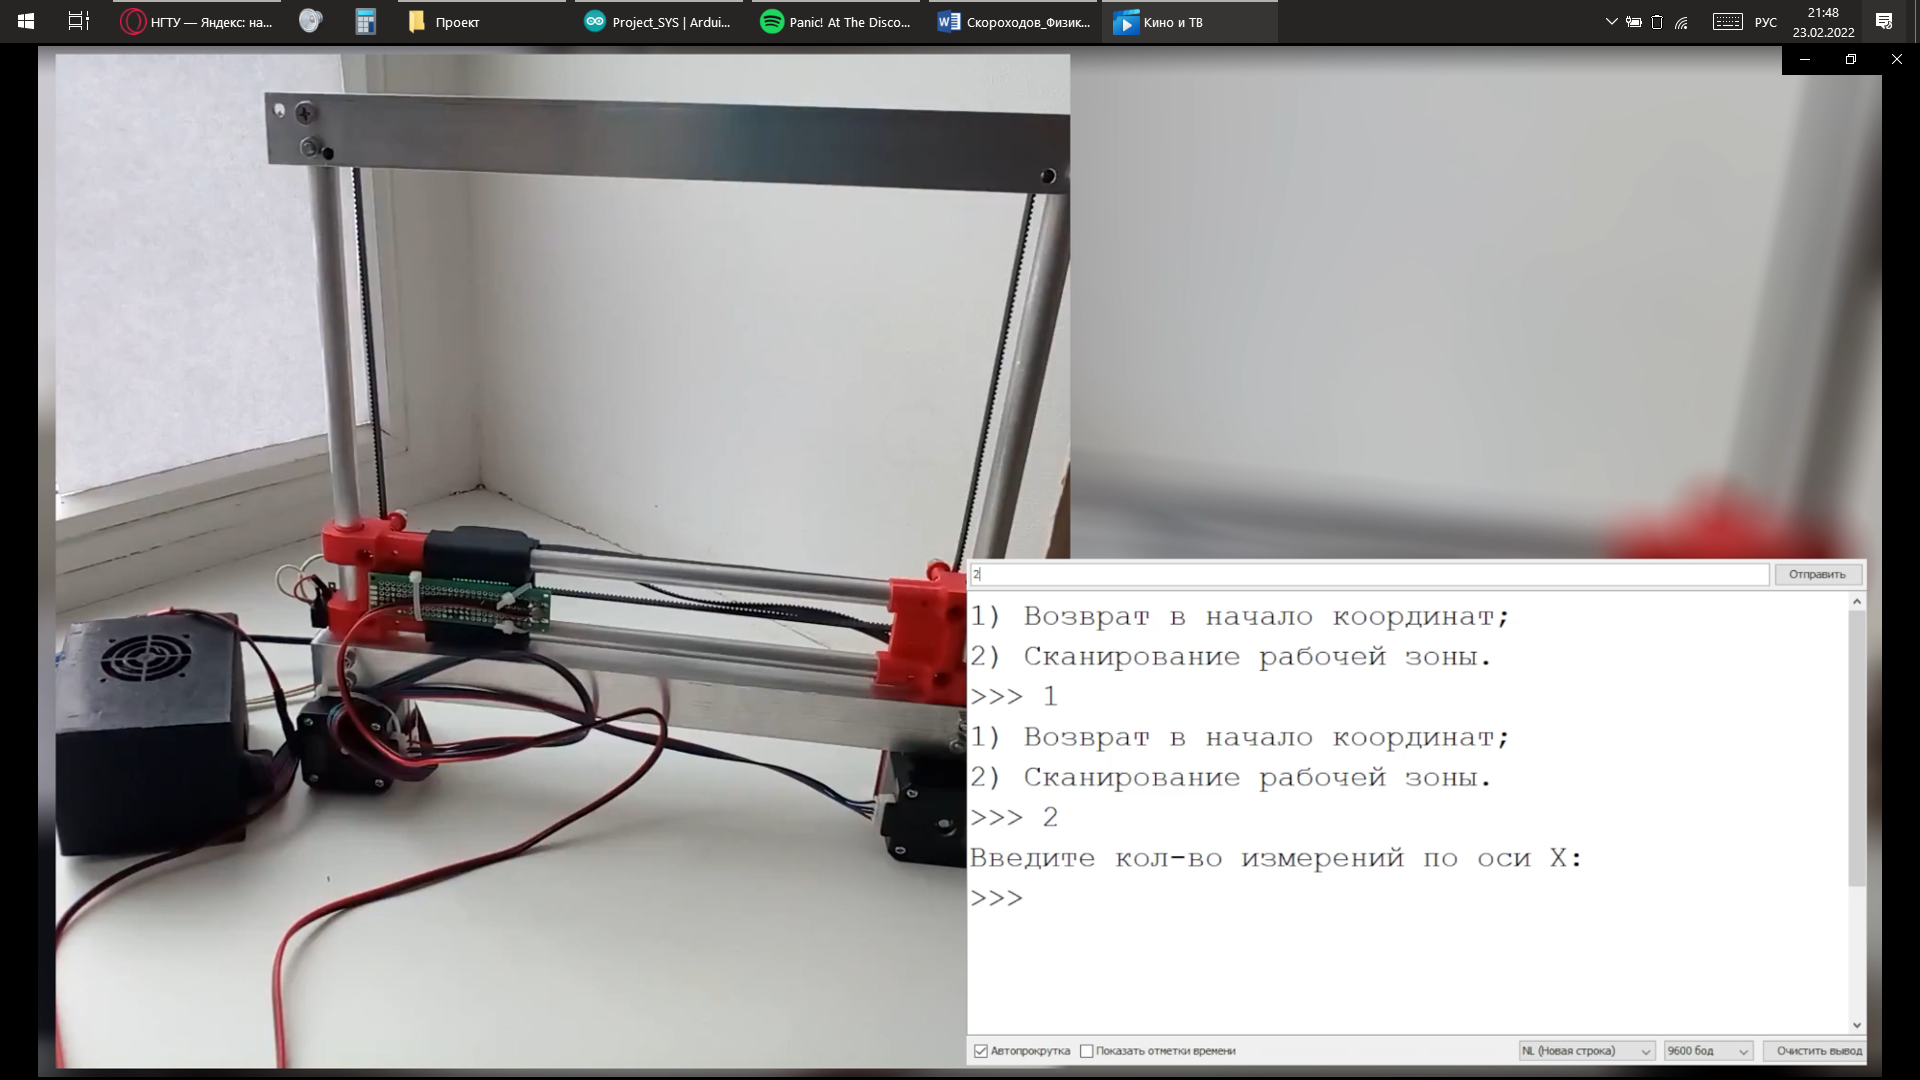 НГТУ — Яндекс: на...
Проект
Project_SYS | Ardui...
Panic! At The Disco...
Скороходов_Физик...
Кино и ТВ
РУС
21:48
23.02.2022
2
Отправить
1) Возврат в начало координат;
2) Сканирование рабочей зоны.
>>> 1
1) Возврат в начало координат;
2) Сканирование рабочей зоны.
>>> 2
Введите кол-во измерений по оси X:
>>>
Автопрокрутка
Показать отметки времени
NL (Новая строка)
9600 бод
Очистить вывод